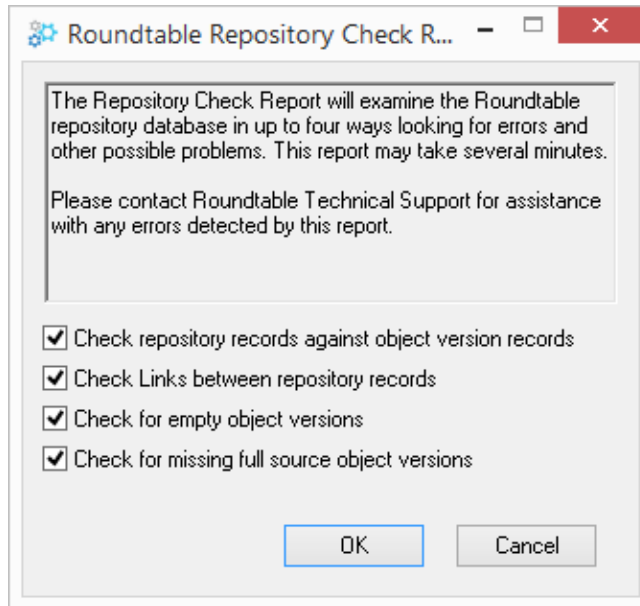 Roundtable Repository Check R...
The Repository Check Report will examine the Roundtable
repository database in up to four ways looking for errors and
other possible problems. This report may take several minutes.
Please contact Roundtable Technical Support for assistance
with any errors detected by this report.
Check repository records against object version records
Check Links between repository records
Check for empty object versions
Check for missing full source object versions
OK Cancel